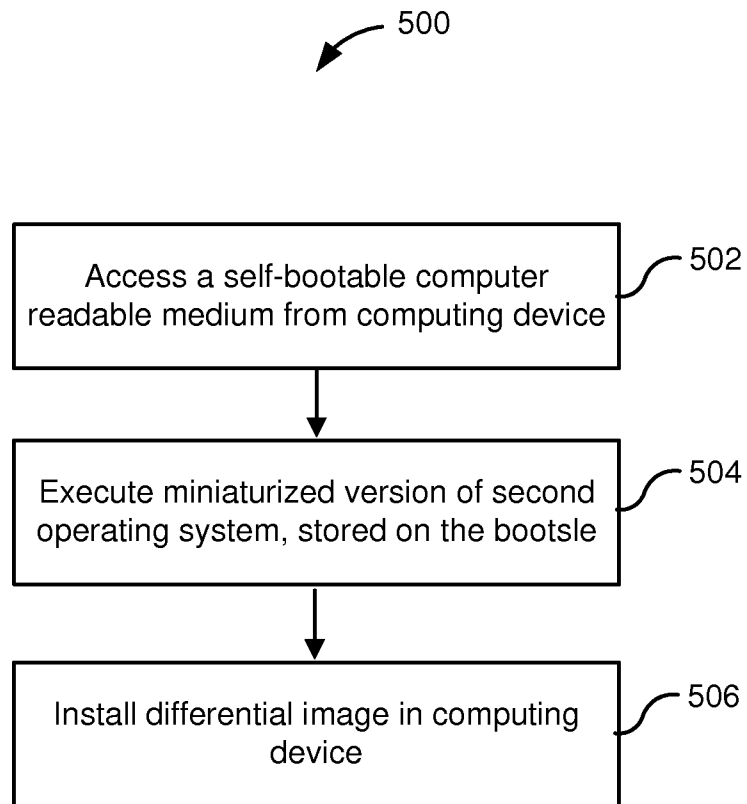 500
Access a self-bootable computer
readable medium from computing device
502
Execute miniaturized version of second
operating system, stored on the bootsle
504
Install differential image in computing
device
506